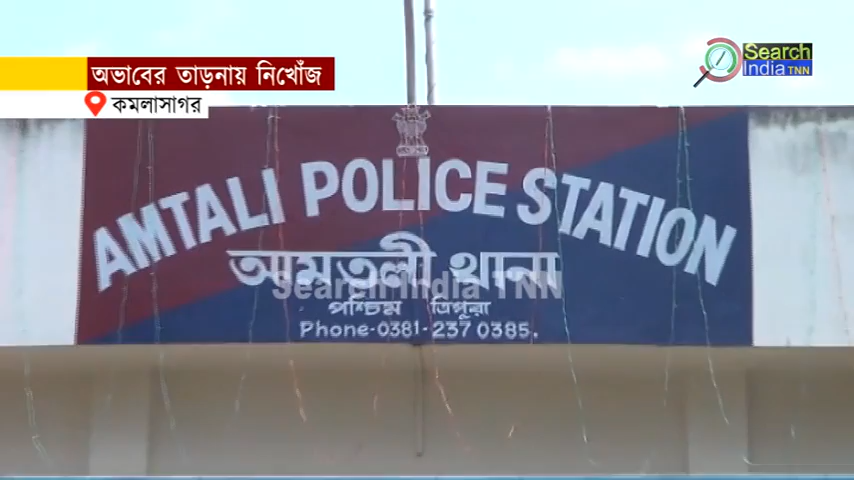 অভাবের তাড়নায় নিখোঁজ
কমলাসাগর
Search
India TNN
AMTALI POLICE STATION
আমতলী থানা
Search India TNN
পশ্চিম ত্রিপুরা
Phone-0381-237 0385.